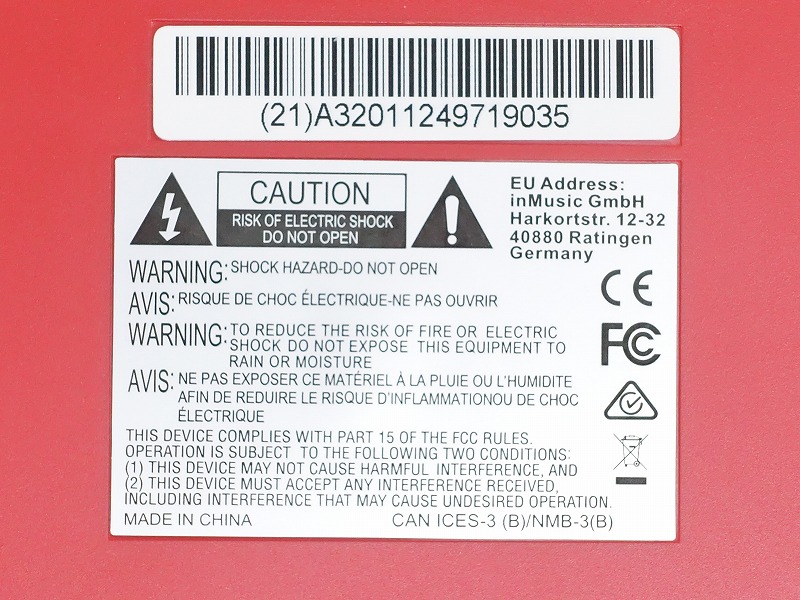 (21)A32011249719035
CAUTION
RISK OF ELECTRIC SHOCK
DO NOT OPEN
EU Address:
inMusic GmbH
Harkortstr. 12-32
40880 Ratingen
Germany
WARNING: SHOCK HAZARD-DO NOT OPEN
AVIS: RISQUE DE CHOC ÉLECTRIQUE-NE PAS OUVRIR
WARNING: TO REDUCE THE RISK OF FIRE OR ELECTRIC
SHOCK DO NOT EXPOSE THIS EQUIPMENT TO
RAIN OR MOISTURE
AVIS: NE PAS EXPOSER CE MATÉRIEL À LA PLUIE OU L'HUMIDITE
AFIN DE REDUIRE LE RISQUE D'INFLAMMATIONOU DE CHOC
ÉLECTRIQUE
CE
FC
THIS DEVICE COMPLIES WITH PART 15 OF THE FCC RULES.
OPERATION IS SUBJECT TO THE FOLLOWING TWO CONDITIONS:
(1) THIS DEVICE MAY NOT CAUSE HARMFUL INTERFERENCE, AND
(2) THIS DEVICE MUST ACCEPT ANY INTERFERENCE RECEIVED,
INCLUDING INTERFERENCE THAT MAY CAUSE UNDESIRED OPERATION.
MADE IN CHINA
CAN ICES-3 (B)/NMB-3(B)